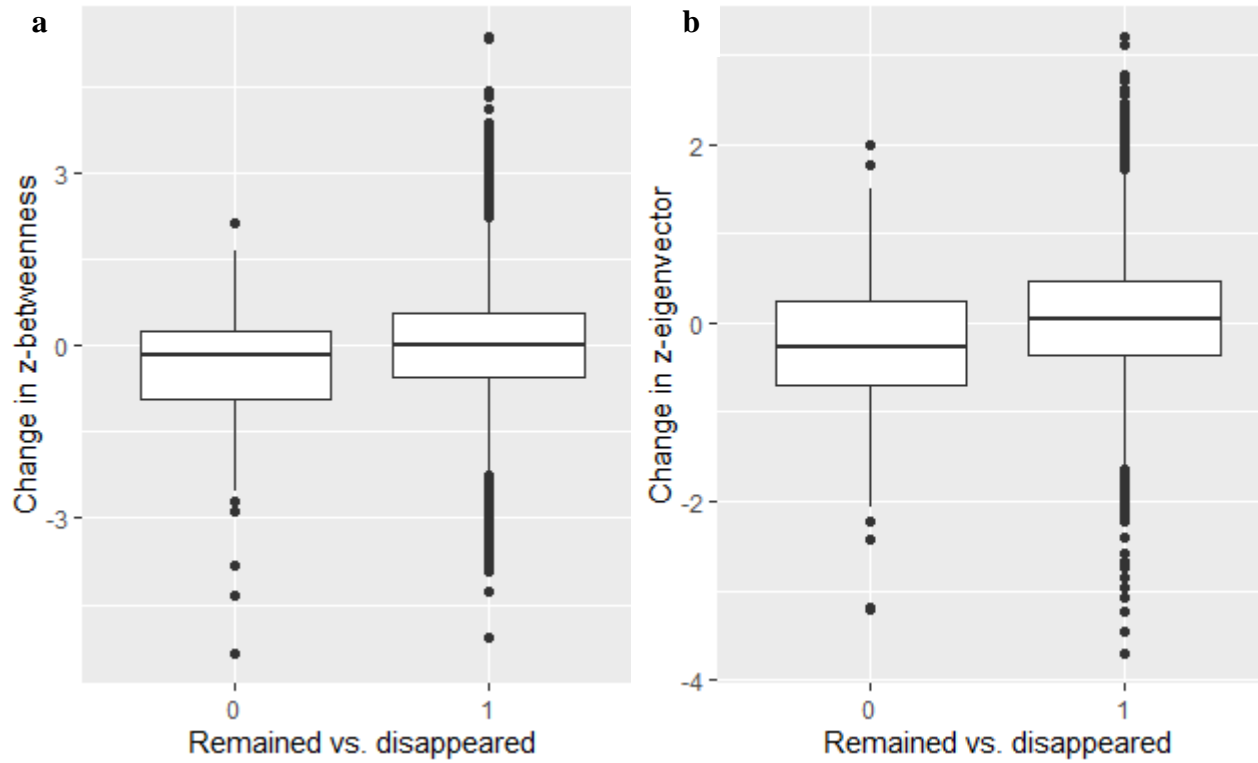 a
Change in z-betweenness
3
0
-3
0 1
Remained vs. disappeared
b
Change in z-eigenvector
2
0
-2
-4
0 1
Remained vs. disappeared